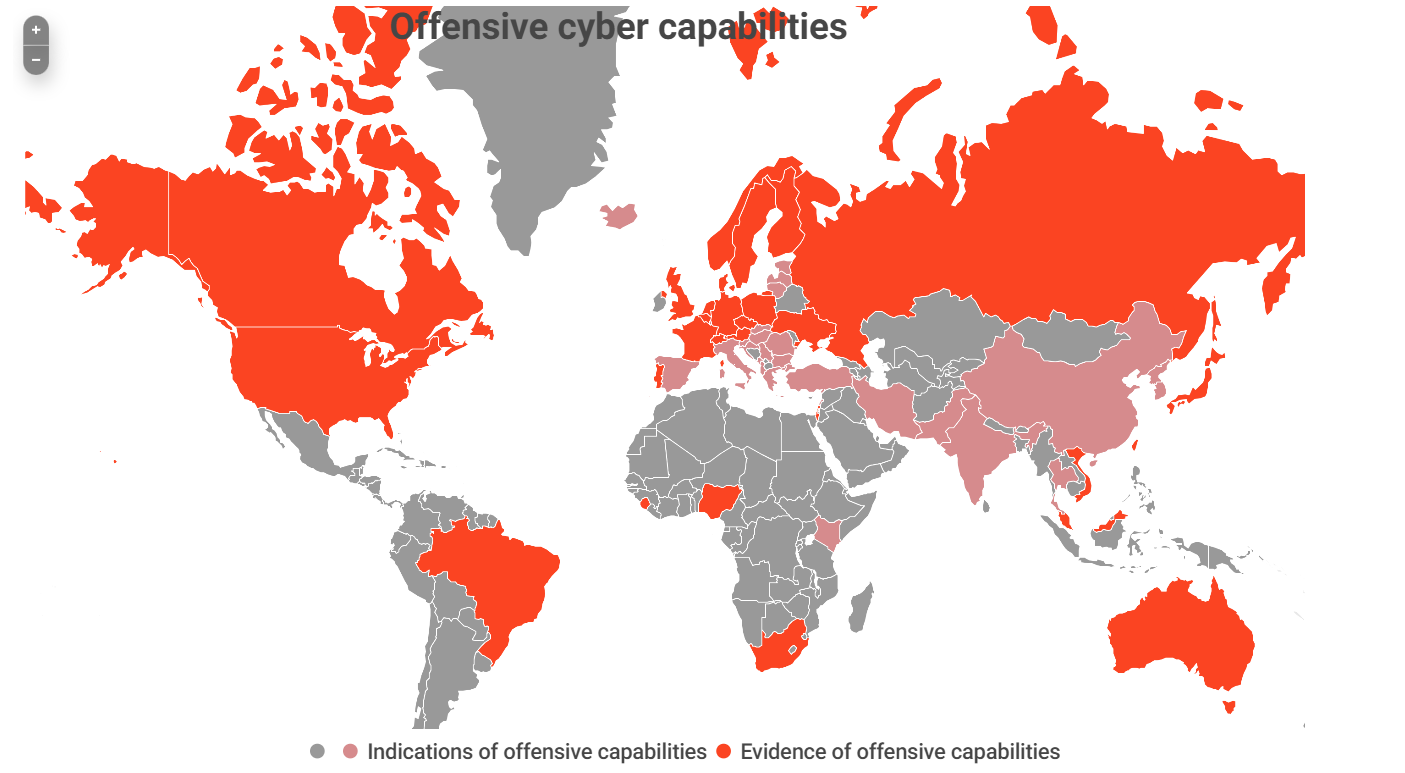 Offensive cyber capabilities
+
−
Indications of offensive capabilities Evidence of offensive capabilities